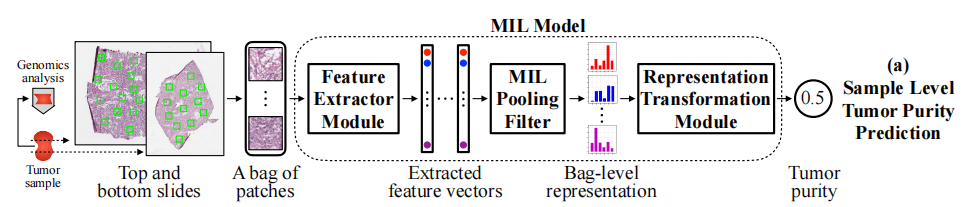 MIL Model
Genomics
analysis
Tumor
sample
Top and
bottom slides
A bag of
patches
Feature
Extractor
Module
Extracted
feature vectors
MIL
Pooling
Filter
Bag-level
representation
Representation
Transformation
Module
0.5
Tumor
purity
(a)
Sample Level
Tumor Purity
Prediction